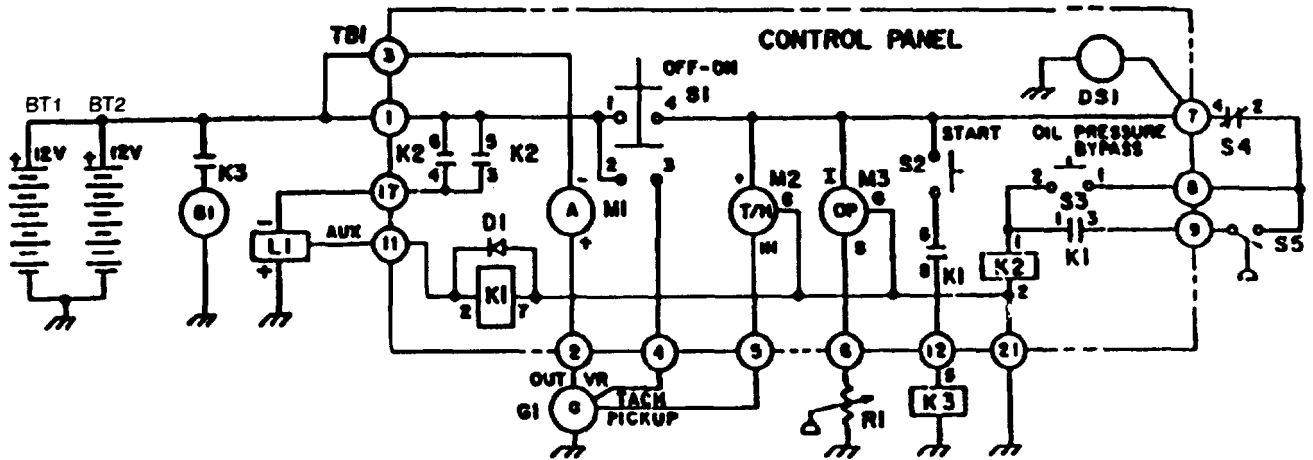 CONTROL PANEL
TB1
3
OFF-ON
S1
DS1
BT1 BT2
1
1 4
7
4 2
S4
12V 12V
K3
K2
6 5
4 3
K2
START
OIL PRESSURE
BYPASS
2 3
S2
2 1
S3
8
17
- M1
A
+
+ M2
T/H
G
IN
I M3
OP
G
S
B1
D1
L1
- +
AUX
11
6
8
K1
1 3
K1
9
S5
2 K1 7
1
K2
2
2 4 5 6 12 21
OUT VR
G1
G
TACH
PICKUP
R1
S
K3